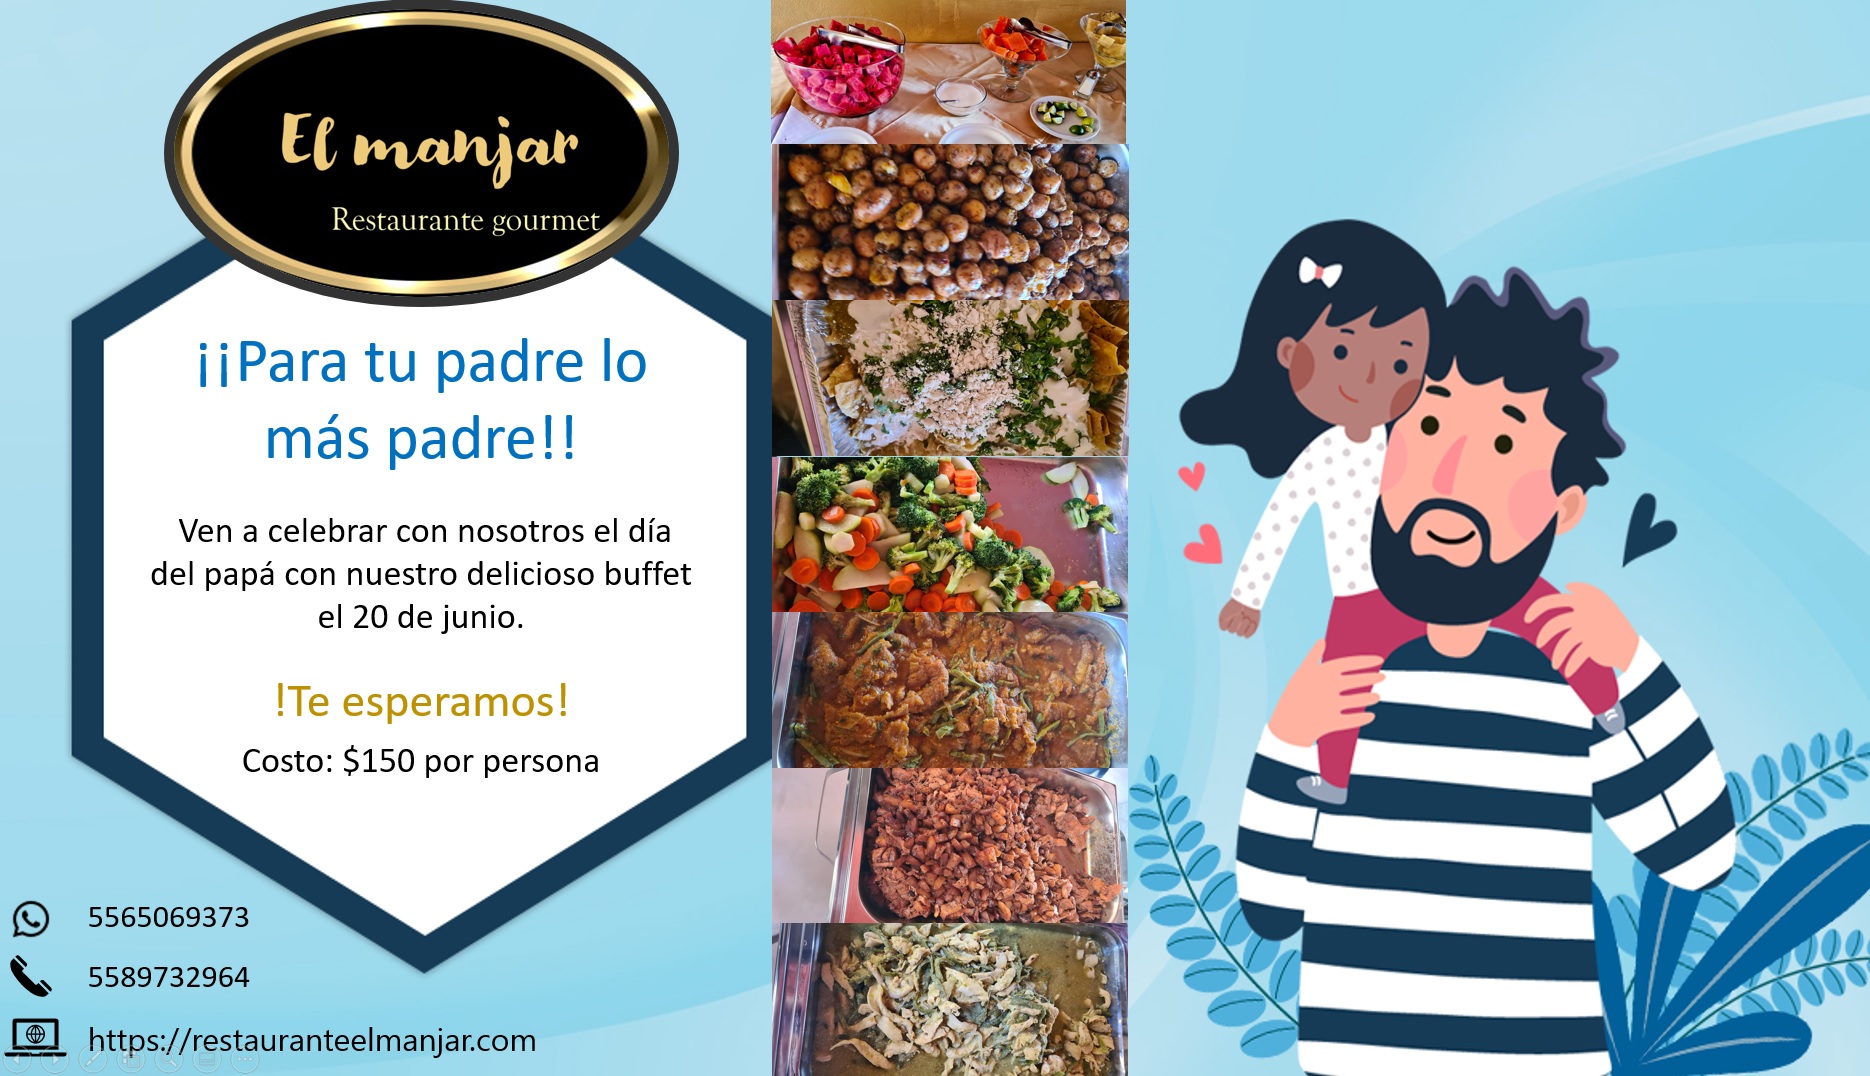 El manjar
Restaurante gourmet
¡¡Para tu padre lo
más padre!!
Ven a celebrar con nosotros el día
del papá con nuestro delicioso buffet
el 20 de junio.
!Te esperamos!
Costo: $150 por persona
5565069373
5589732964
https://restauranteelmanjar.com